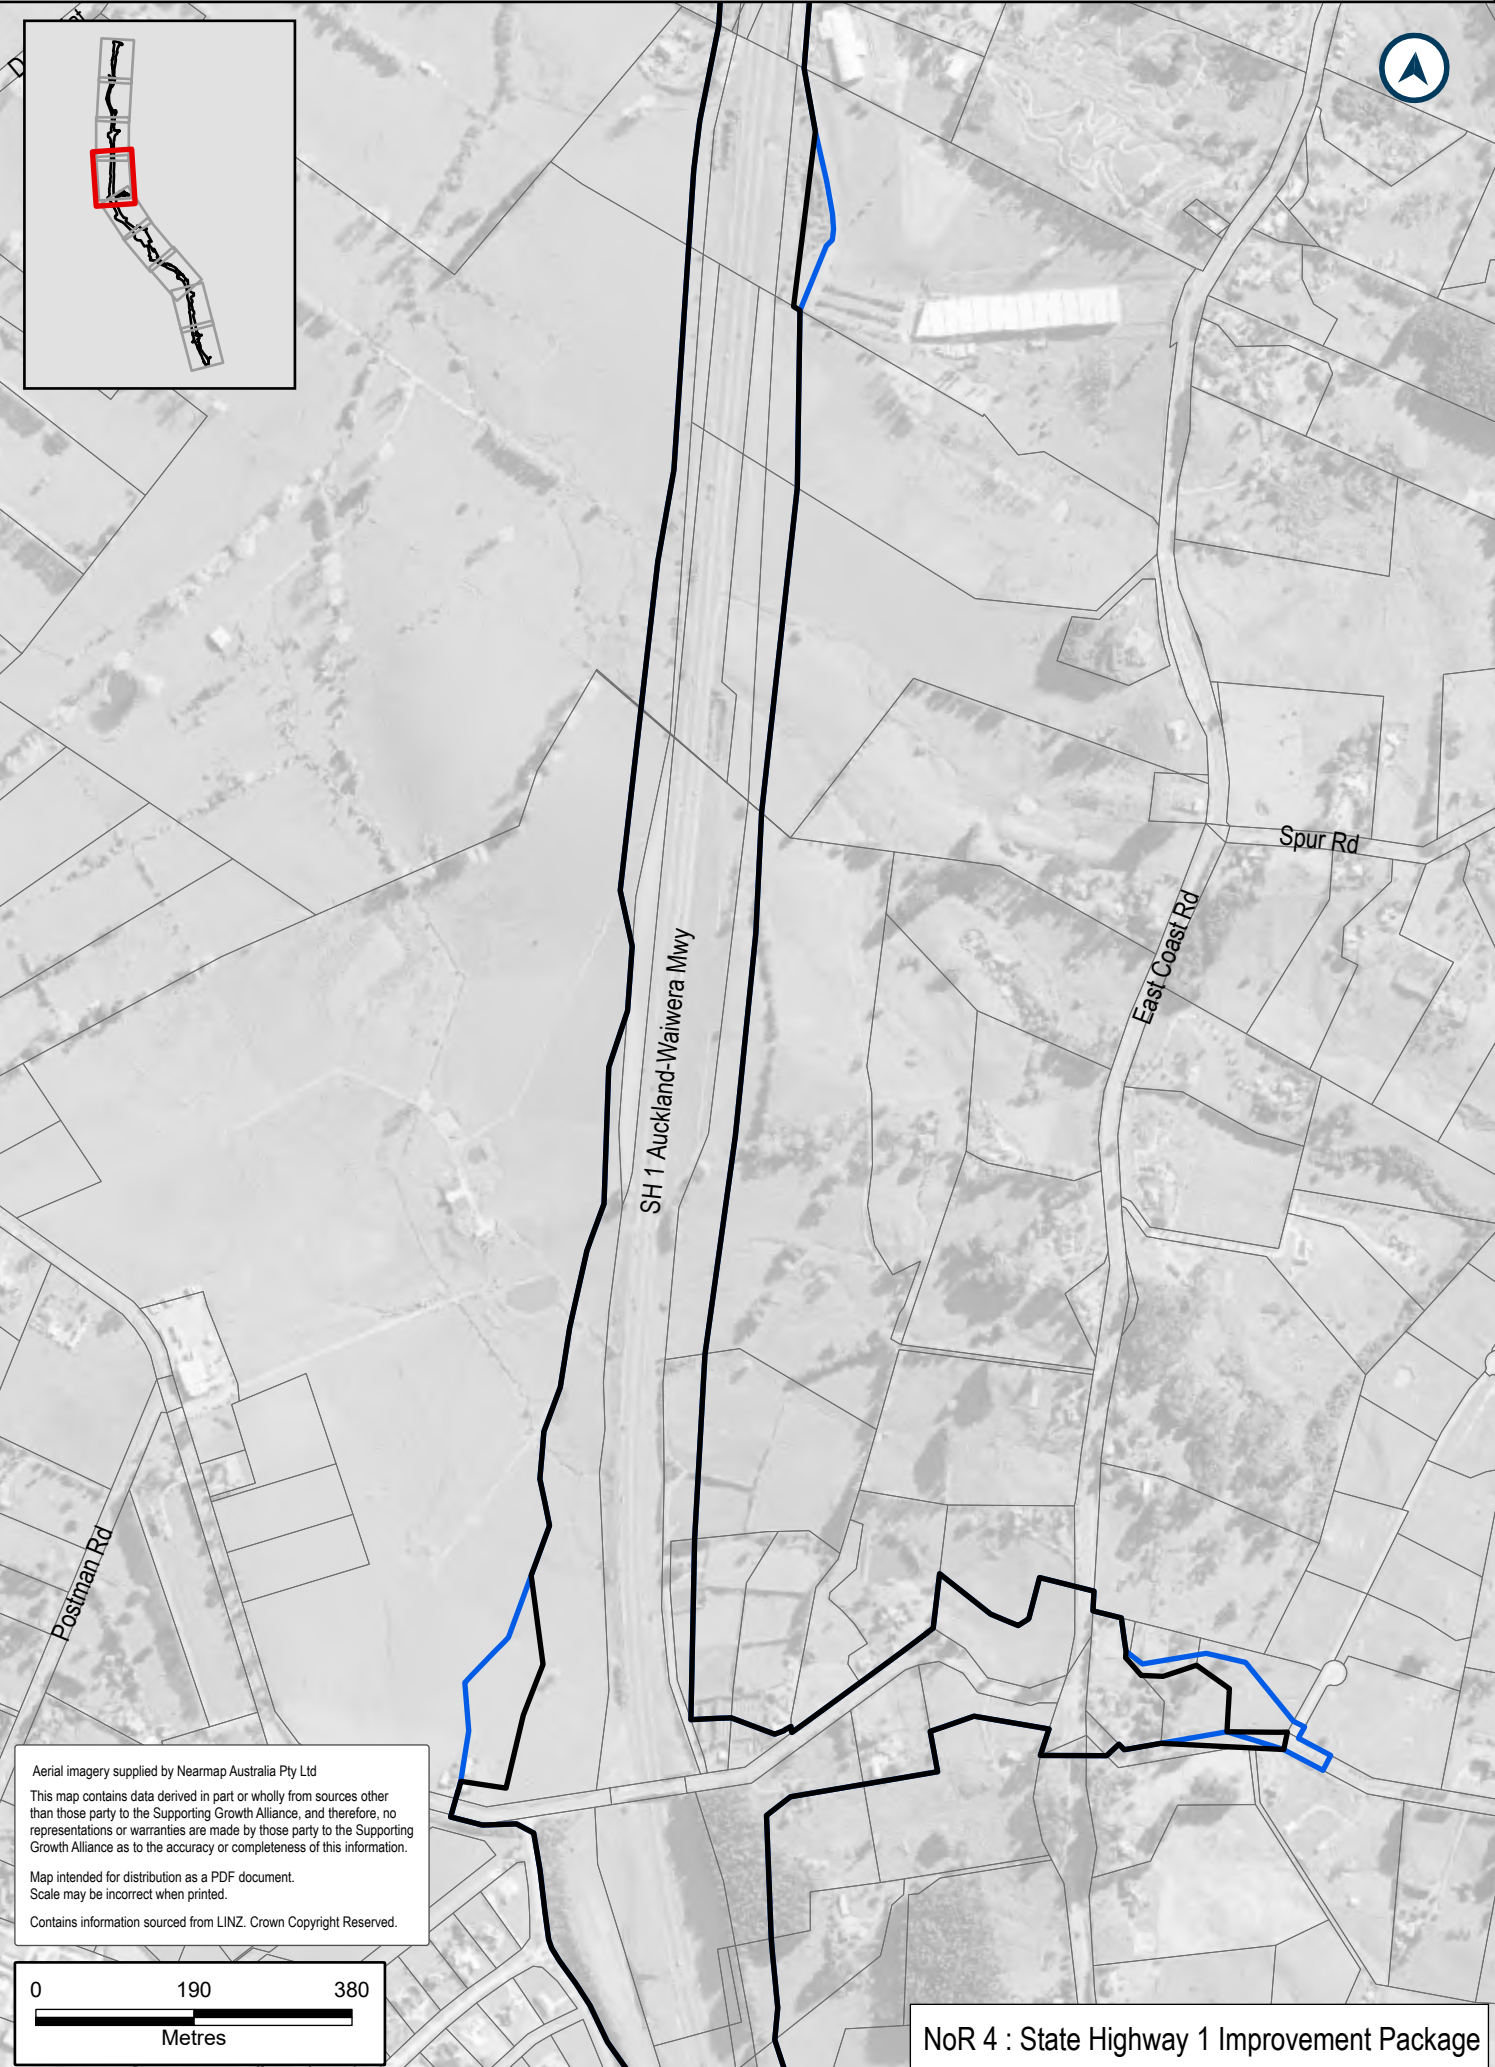 Spur Rd
East Coast Rd
SH 1 Auckland-Waiwera Mwy
Postman Rd
Aerial imagery supplied by Nearmap Australia Pty Ltd
This map contains data derived in part or wholly from sources other
than those party to the Supporting Growth Alliance, and therefore, no
representations or warranties are made by those party to the Supporting
Growth Alliance as to the accuracy or completeness of this information.
Map intended for distribution as a PDF document.
Scale may be incorrect when printed.
Contains information sourced from LINZ. Crown Copyright Reserved.
0 190 380
Metres
NoR 4 : State Highway 1 Improvement Package